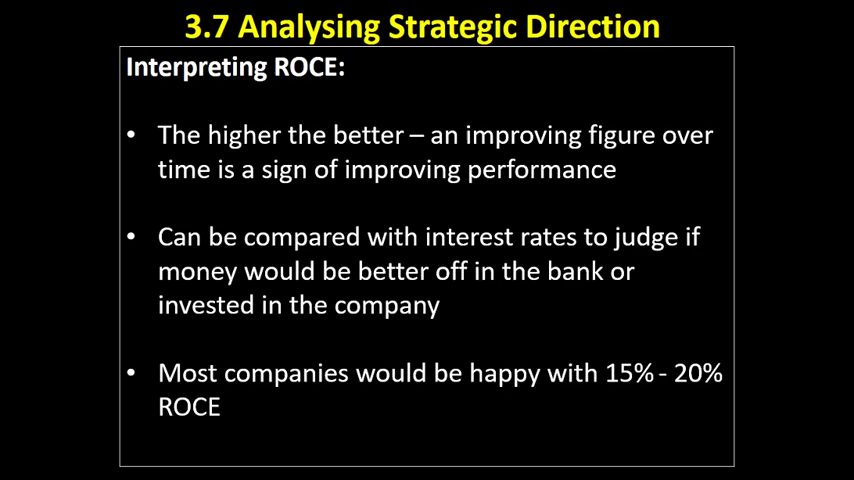 3.7 Analysing Strategic Direction
Interpreting ROCE:
• The higher the better – an improving figure over
time is a sign of improving performance
• Can be compared with interest rates to judge if
money would be better off in the bank or
invested in the company
• Most companies would be happy with 15% - 20%
ROCE